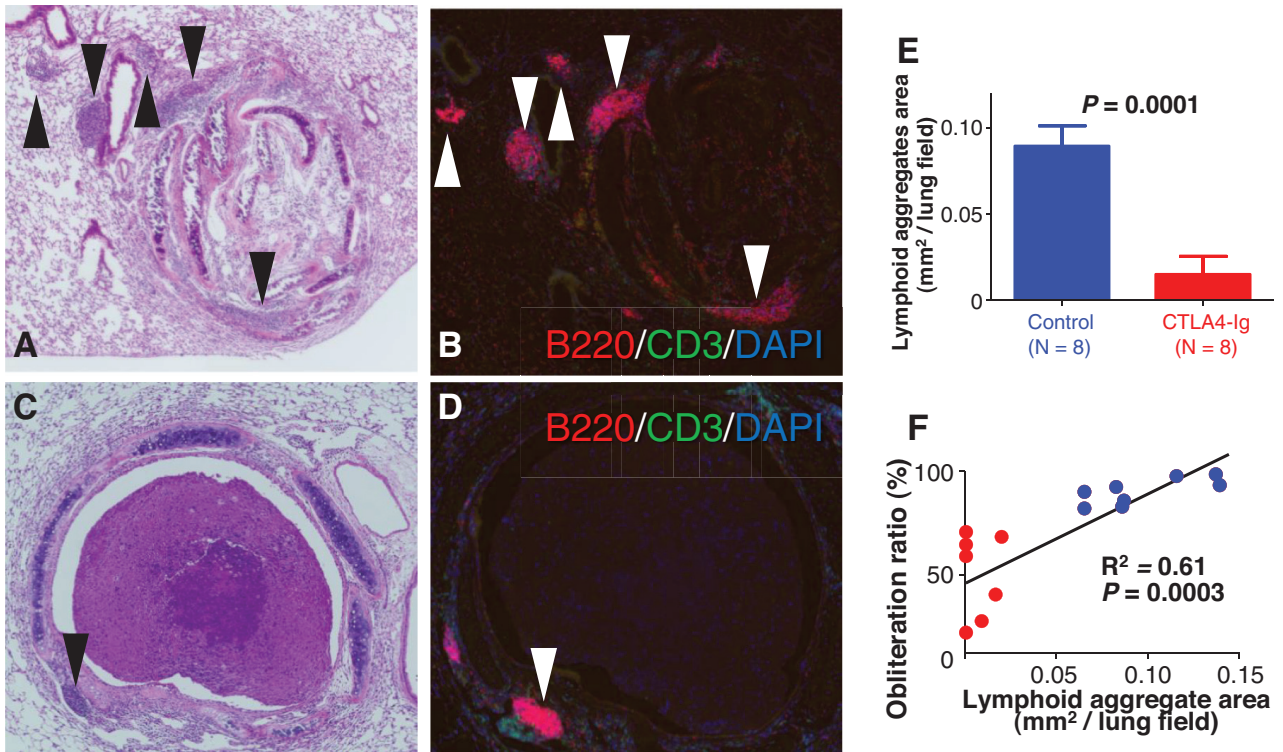 A
B
B220/CD3/DAPI
C
D
B220/CD3/DAPI
E
Lymphoid aggregates area
(mm² / lung field)
0.10
0.05
0
P = 0.0001
Control
(N = 8)
CTLA4-Ig
(N = 8)
F
Obliteration ratio (%)
100
50
0
R² = 0.61
P = 0.0003
0.05
0.10
0.15
Lymphoid aggregate area
(mm² / lung field)